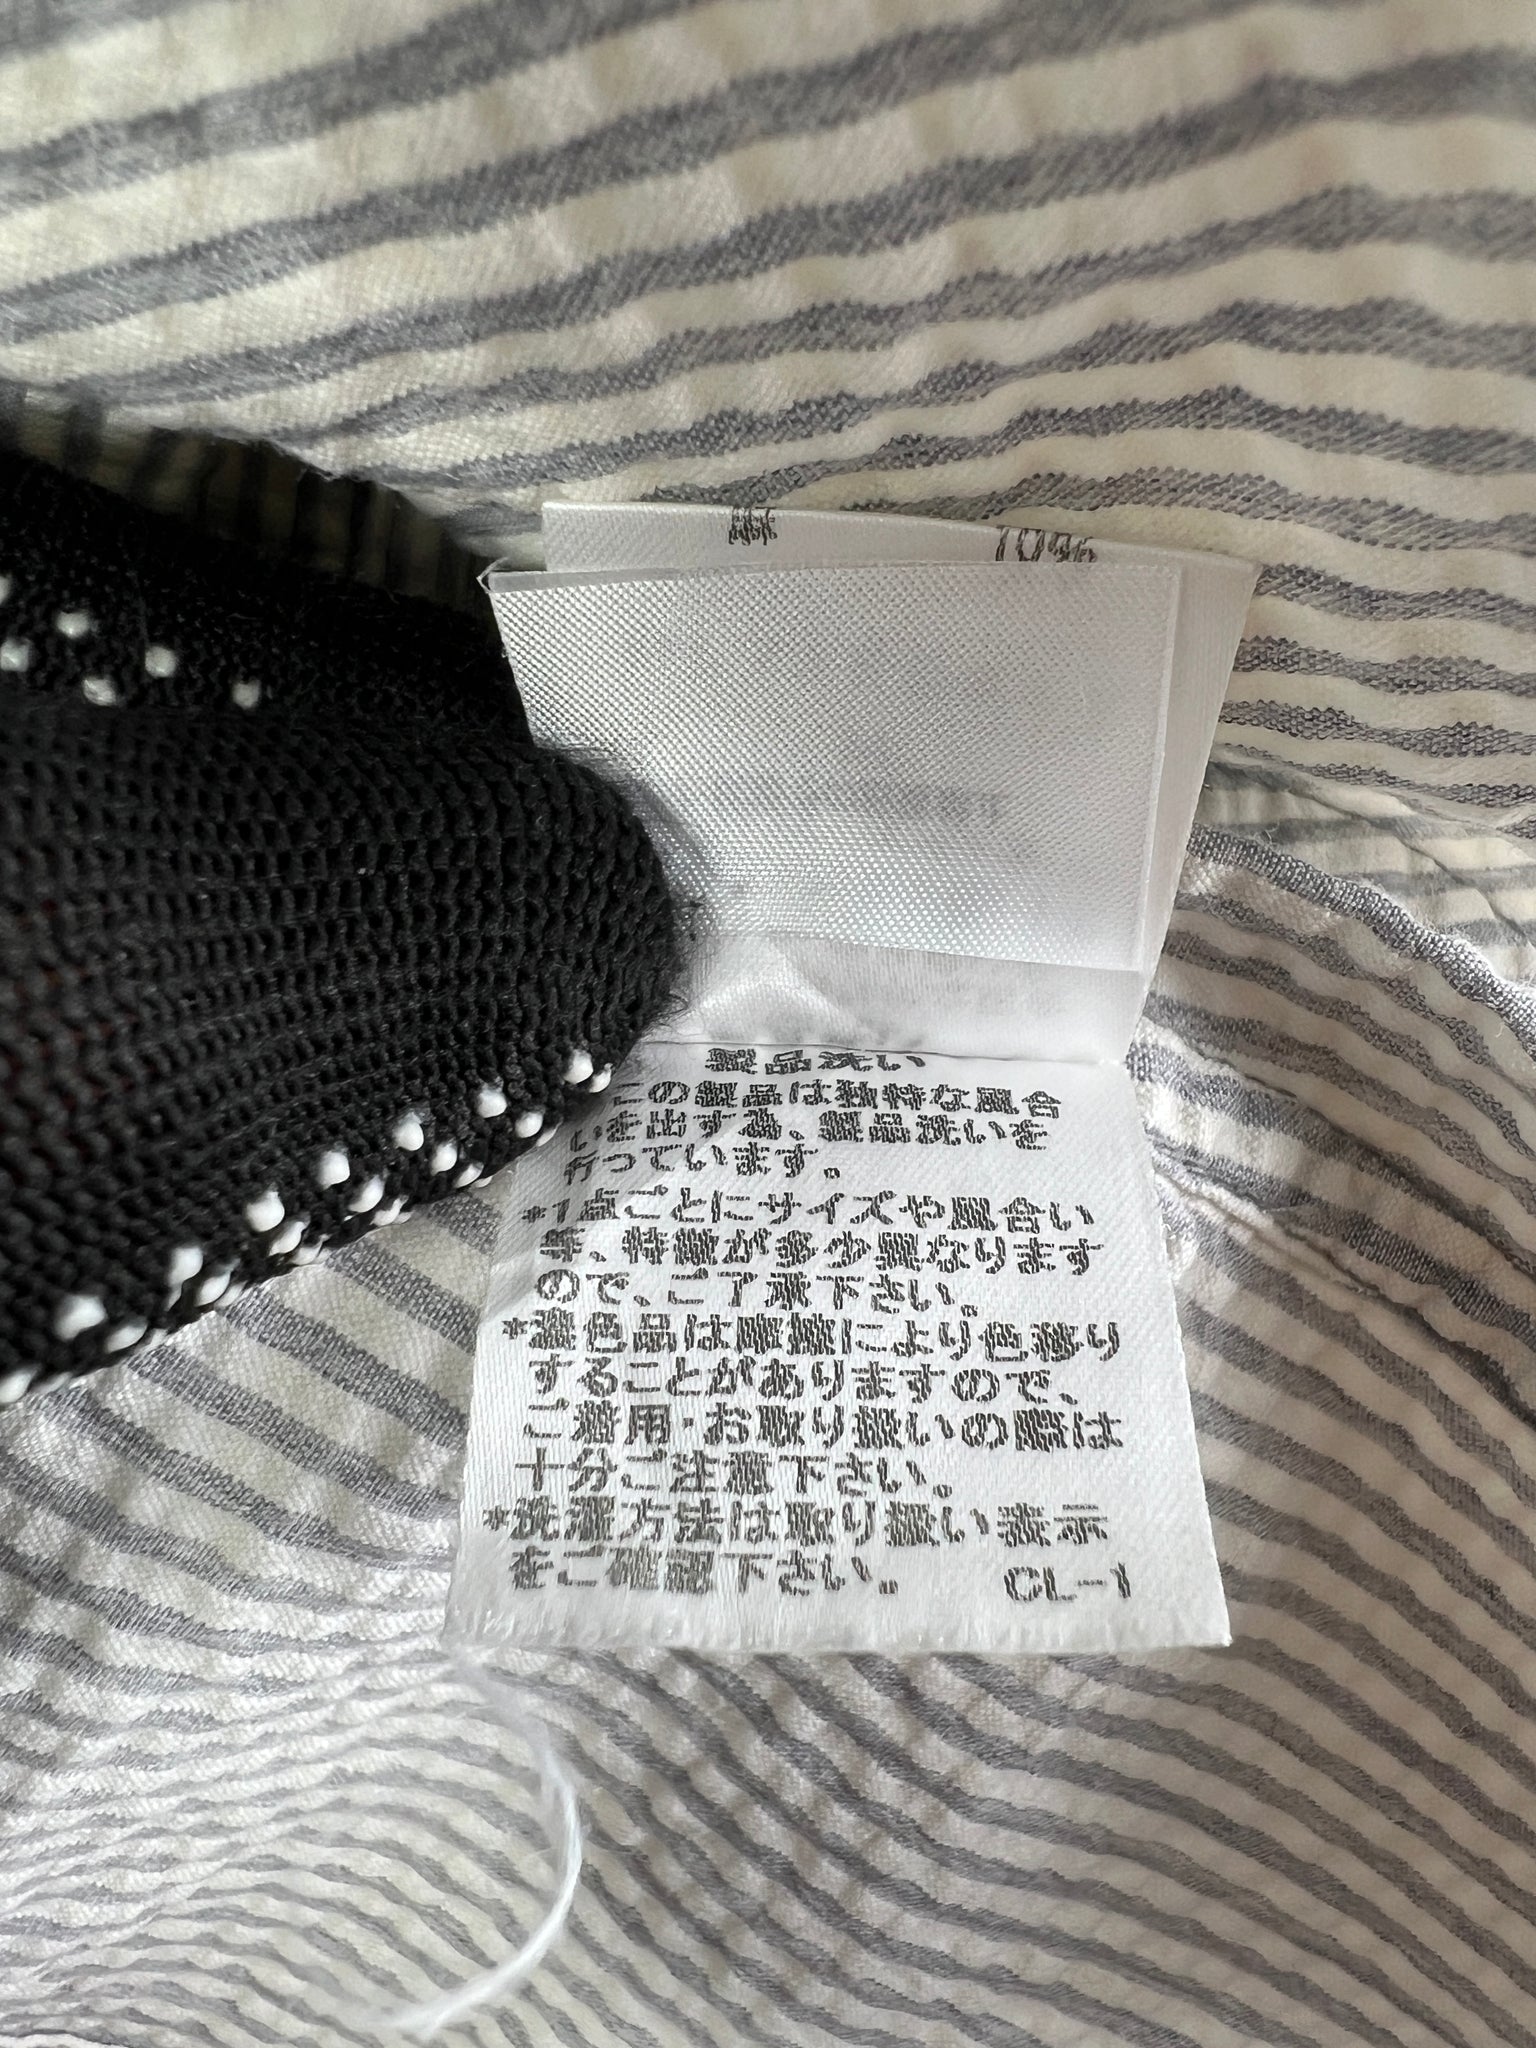 10%
製品洗い
この製品は独特な風合
いを出す為、製品洗いを
行っています。
*1点ごとにサイズや風合い
等、特徴が多少異なります
ので、ご了承下さい。
*濃色品は摩擦により色移り
することがありますので、
ご着用・お取り扱いの際は
十分ご注意下さい。
*洗濯方法は取り扱い表示
をご確認下さい。 CL-1